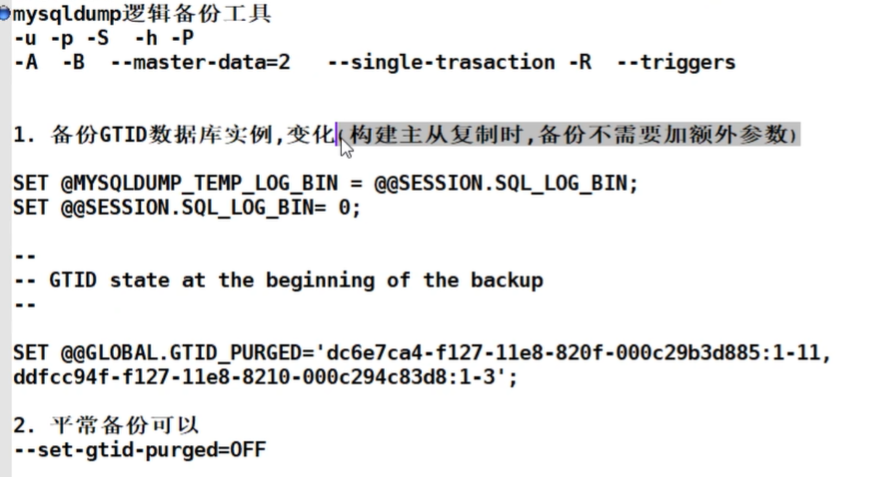 mysqldump逻辑备份工具
-u -p -S  -h -P
-A  -B  --master-data=2   --single-trasaction -R  --triggers
1. 备份GTID数据库实例,变化(构建主从复制时,备份不需要加额外参数)
SET @MYSQLDUMP_TEMP_LOG_BIN = @@SESSION.SQL_LOG_BIN;
SET @@SESSION.SQL_LOG_BIN= 0;
--
-- GTID state at the beginning of the backup
--
SET @@GLOBAL.GTID_PURGED='dc6e7ca4-f127-11e8-820f-000c29b3d885:1-11,
ddfcc94f-f127-11e8-8210-000c294c83d8:1-3';
2. 平常备份可以
--set-gtid-purged=OFF